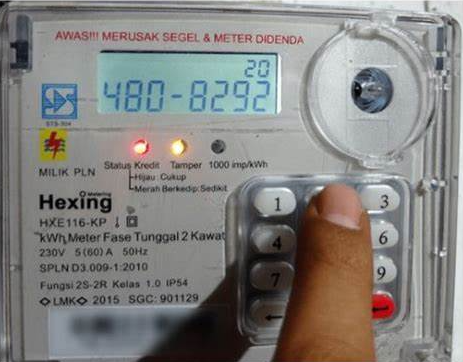 AWAS!!! MERUSAK SEGEL & METER DIDENDA
20
480-8292
MILIK PLN
Status Kredit Tamper 1000 imp/kWh
Hijau :Cukup
Merah Berkedip:Sedikit
Hexing Metering
HXE116-KP
kWh Meter Fase Tunggal 2 Kawat
230V 5(60)A 50Hz
SPLN D3.009-1:2010
Fungsi 2S-2R Kelas 1.0 IP54
LMK 2015 SGC: 901129
1 3
4 6
7 9